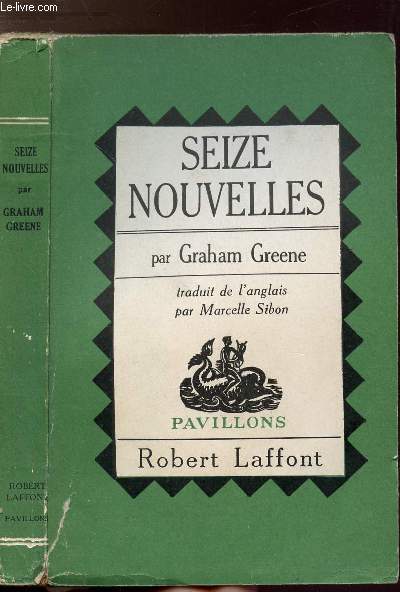 Le-livre.com
SEIZE
NOUVELLES
par
GRAHAM
GREENE
ROBERT
LAFFONT
PAVILLONS
SEIZE
NOUVELLES
par Graham Greene
traduit de l'anglais
par Marcelle Sibon
PAVILLONS
Robert Laffont